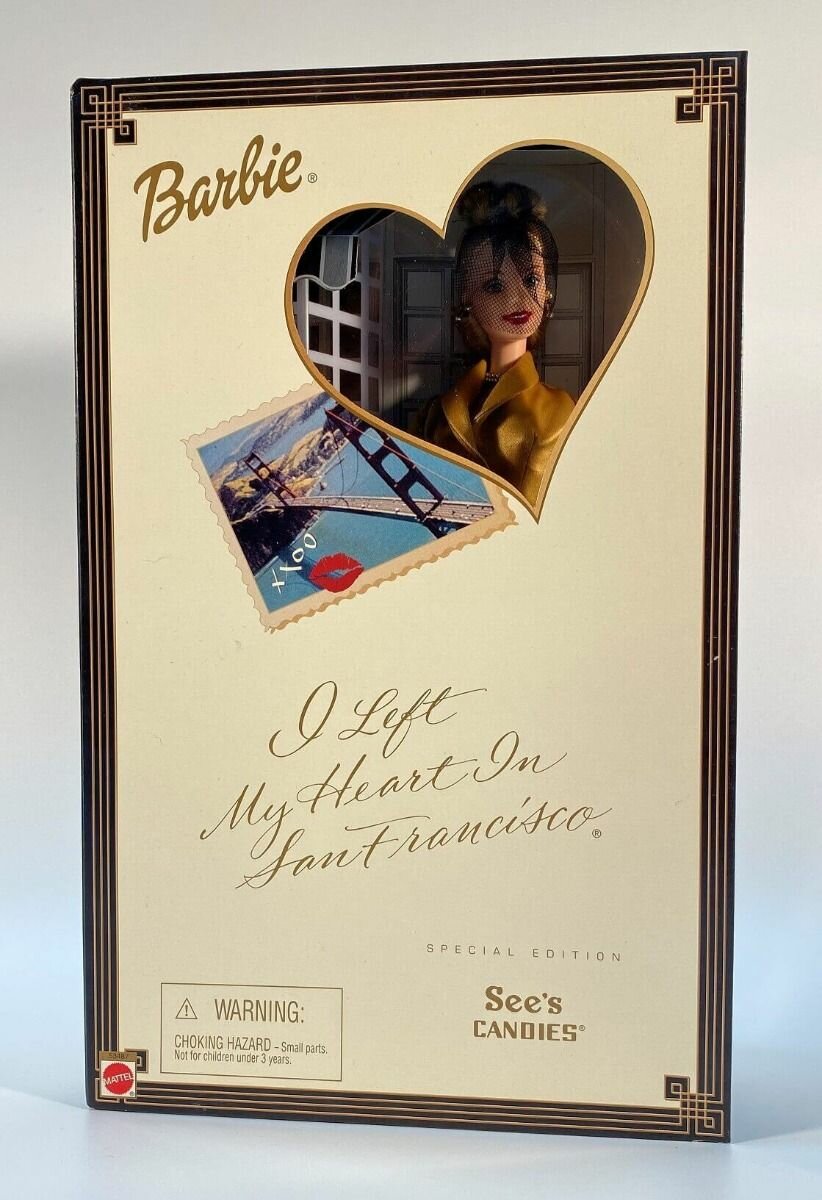 Barbie®
XXOO
I Left
My Heart In
San Francisco®
SPECIAL EDITION
See's
CANDIES®
⚠ WARNING:
CHOKING HAZARD – Small parts.
Not for children under 3 years.
MATTEL